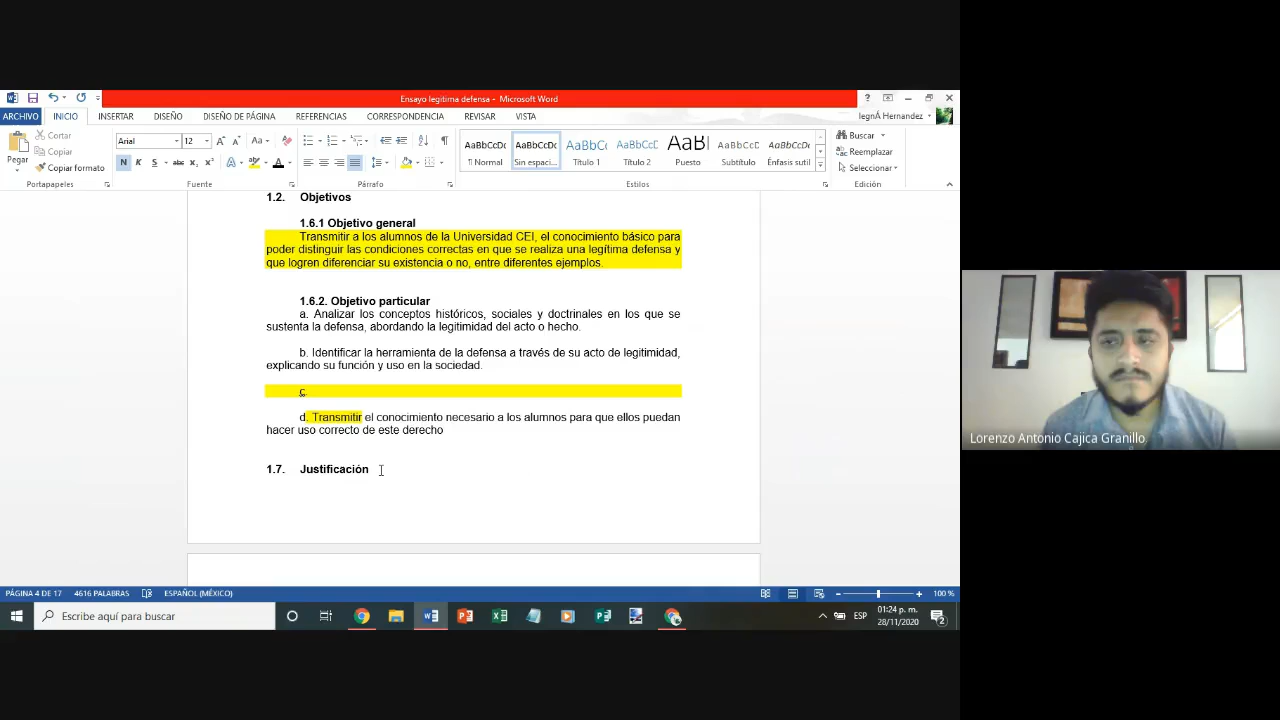 Ensayo legitima defensa - Microsoft Word
ARCHIVO INICIO INSERTAR DISEÑO DISEÑO DE PÁGINA REFERENCIAS CORRESPONDENCIA REVISAR VISTA legnÁ Hernandez
Pegar
Cortar
Copiar
Copiar formato
Portapapeles
Arial 12
N K S abc x₂ x²
Fuente
Párrafo
AaBbCcDc AaBbCcDc AaBbCc AaBbCc AaBl AaBbCcC AaBbCcDc
¶ Normal Sin espaci... Título 1 Título 2 Puesto Subtítulo Énfasis sutil
Estilos
Buscar
Reemplazar
Seleccionar
Edición
1.2. Objetivos
1.6.1 Objetivo general
Transmitir a los alumnos de la Universidad CEI, el conocimiento básico para
poder distinguir las condiciones correctas en que se realiza una legítima defensa y
que logren diferenciar su existencia o no, entre diferentes ejemplos.
1.6.2. Objetivo particular
a. Analizar los conceptos históricos, sociales y doctrinales en los que se
sustenta la defensa, abordando la legitimidad del acto o hecho.
b. Identificar la herramienta de la defensa a través de su acto de legitimidad,
explicando su función y uso en la sociedad.
c.
d. Transmitir el conocimiento necesario a los alumnos para que ellos puedan
hacer uso correcto de este derecho
1.7. Justificación
PÁGINA 4 DE 17 4616 PALABRAS ESPAÑOL (MÉXICO) 100 %
Escribe aquí para buscar
ESP
01:24 p. m.
28/11/2020
2
Lorenzo Antonio Cajica Granillo